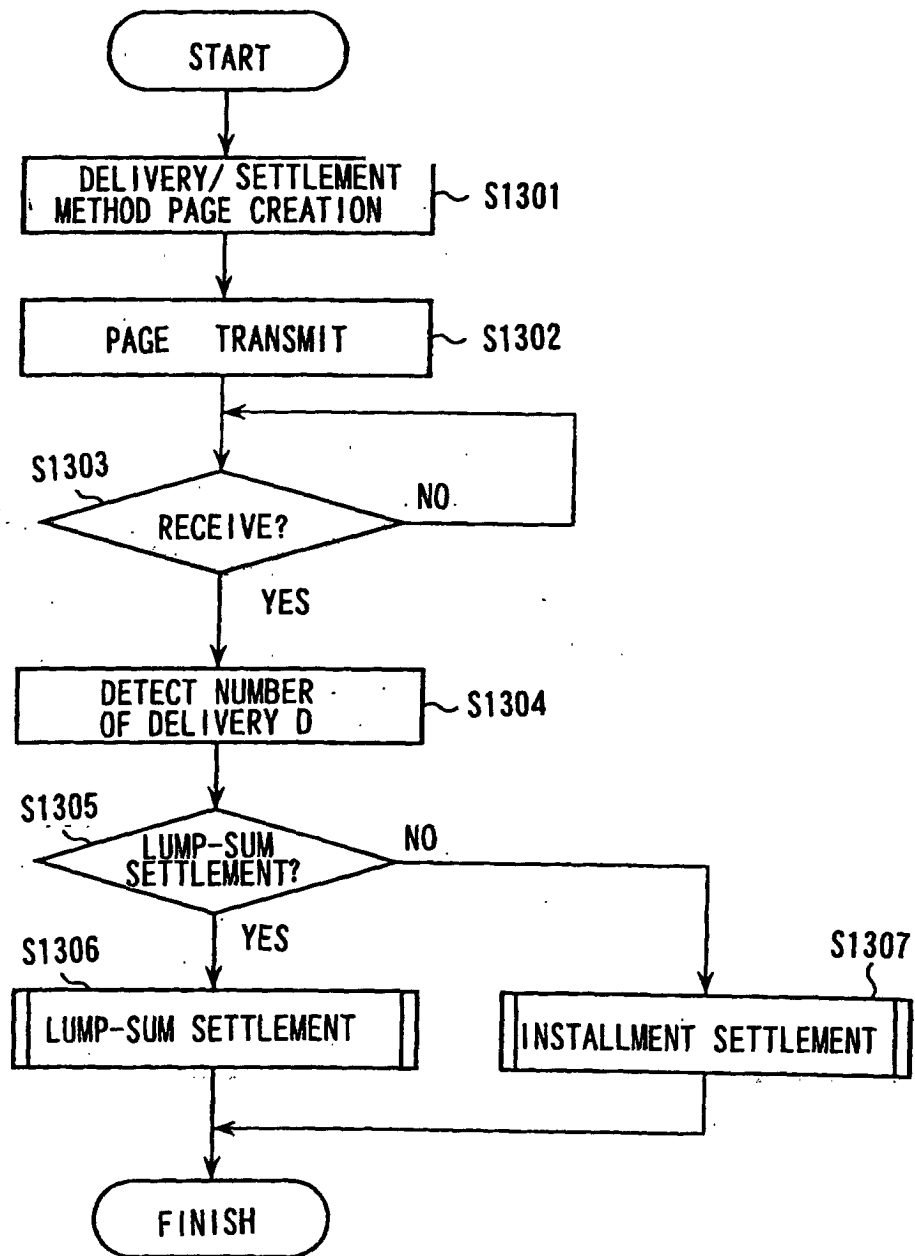 START
DELIVERY/ SETTLEMENT
METHOD PAGE CREATION
S1301
PAGE TRANSMIT
S1302
S1303
RECEIVE?
NO
YES
DETECT NUMBER
OF DELIVERY D
S1304
S1305
LUMP-SUM
SETTLEMENT?
NO
YES
S1306
LUMP-SUM SETTLEMENT
S1307
INSTALLMENT SETTLEMENT
FINISH